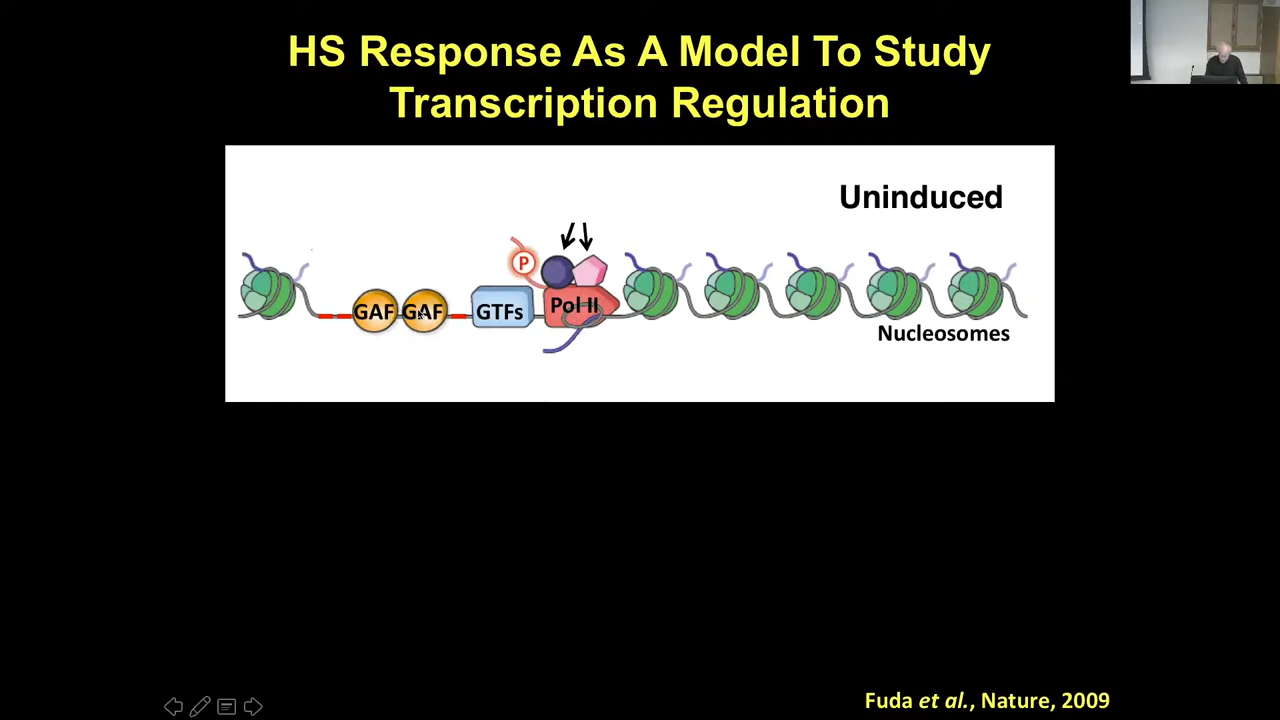 HS Response As A Model To Study
Transcription Regulation
Uninduced
P
GAF GAF GTFs Pol II
Nucleosomes
Fuda et al., Nature, 2009